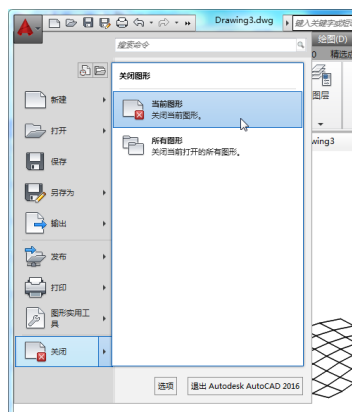 Drawing3.dwg
键入关键字或短语
绘图(D)
搜索命令
精选应
关闭图形
新建
当前图形
关闭当前图形。
图层
打开
所有图形
关闭当前打开的所有图形。
wing3
保存
另存为
输出
发布
打印
图形实用工具
关闭
选项
退出 Autodesk AutoCAD 2016